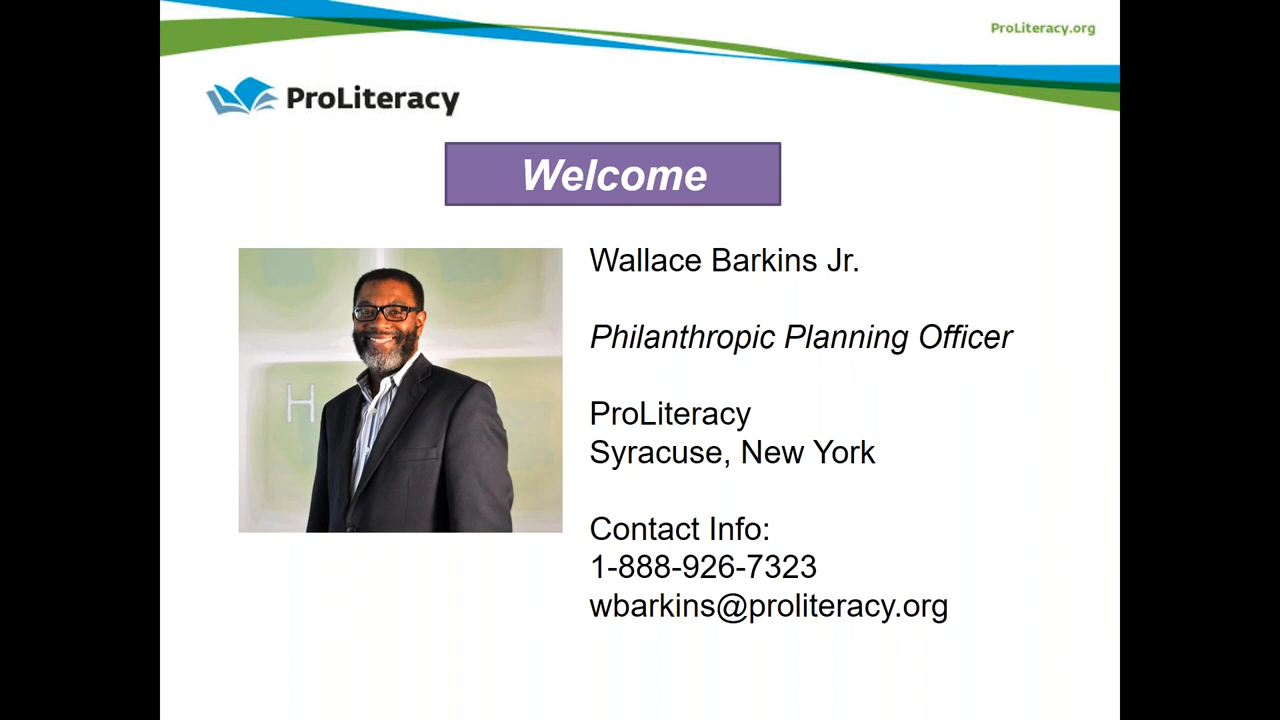 ProLiteracy.org
ProLiteracy
Welcome
Wallace Barkins Jr.
Philanthropic Planning Officer
ProLiteracy
Syracuse, New York
Contact Info:
1-888-926-7323
wbarkins@proliteracy.org
H